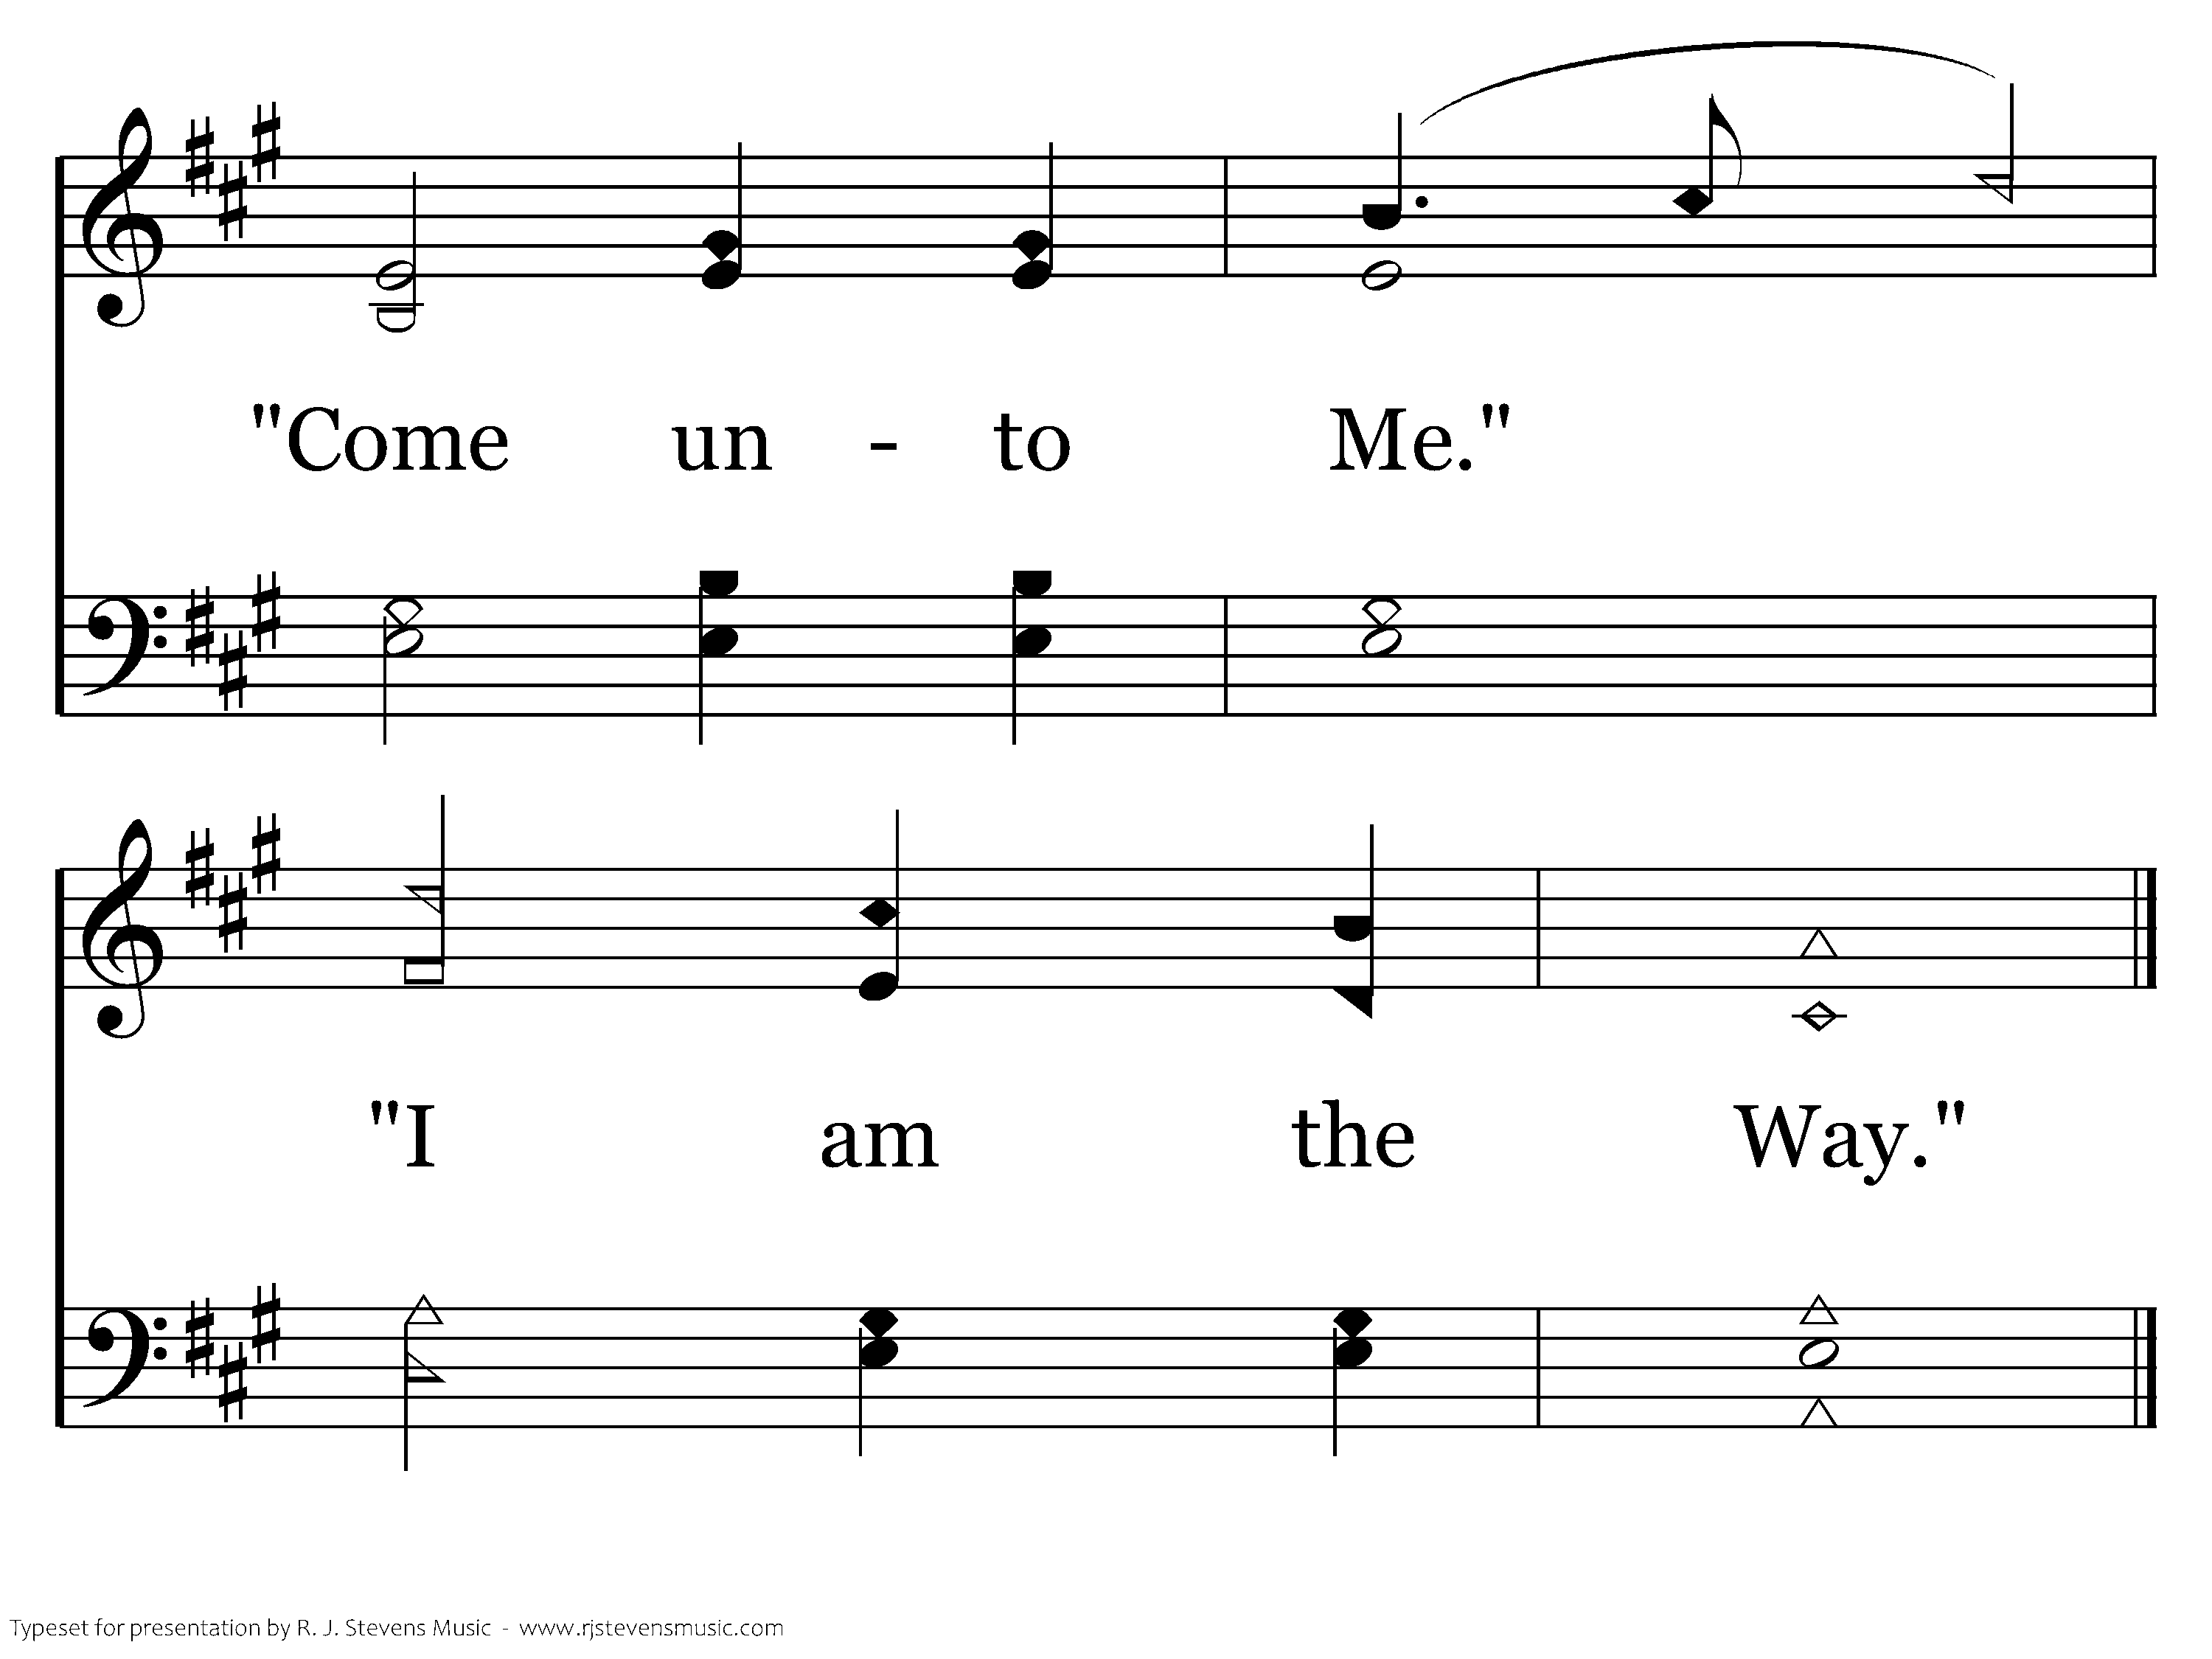 "Come un - to Me."
"I am the Way."
Typeset for presentation by R. J. Stevens Music - www.rjstevensmusic.com